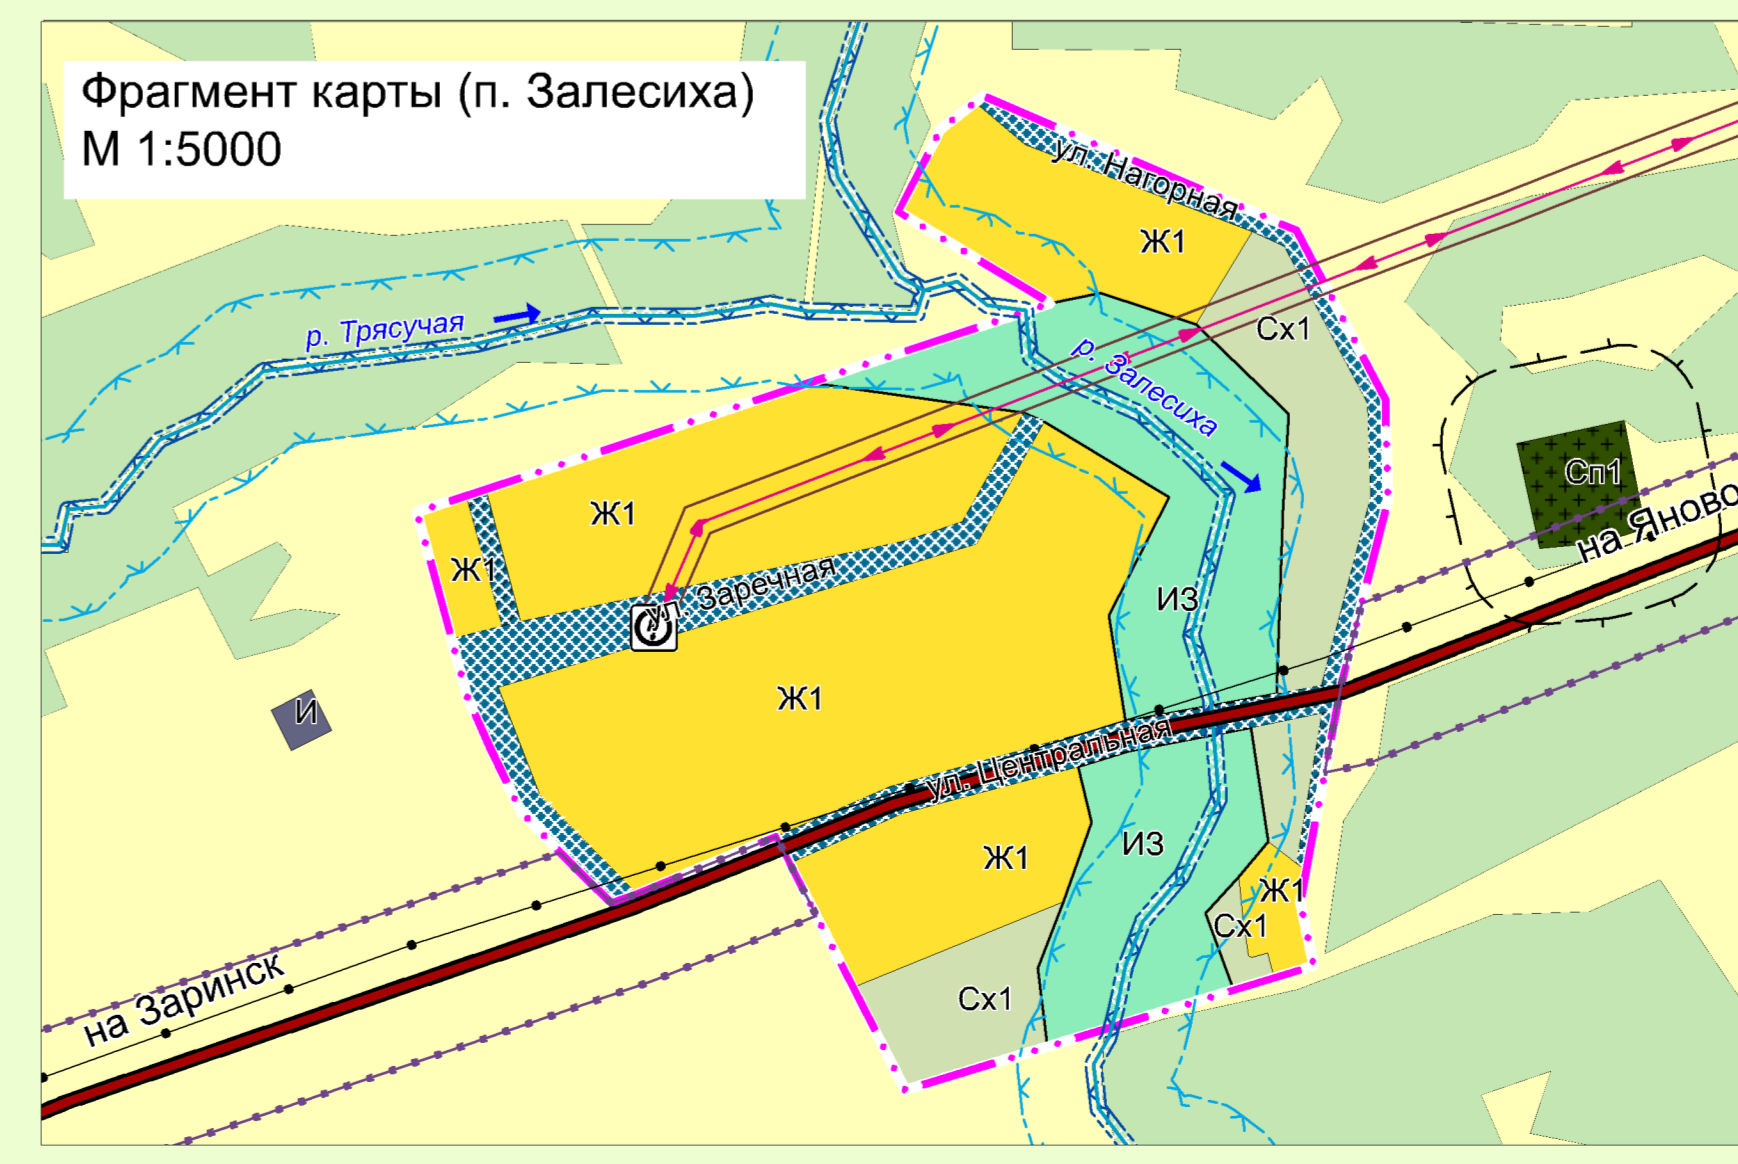 Фрагмент карты (п. Залесиха)
М 1:5000
ул. Нагорная
Ж1
р. Трясучая
Сх1
р. Залесиха
Сп1
Ж1
на Яново
Ж1
ул. Заречная
ИЗ
И
Ж1
ул. Центральная
ИЗ
Ж1
Ж1
Сх1
на Заринск
Сх1